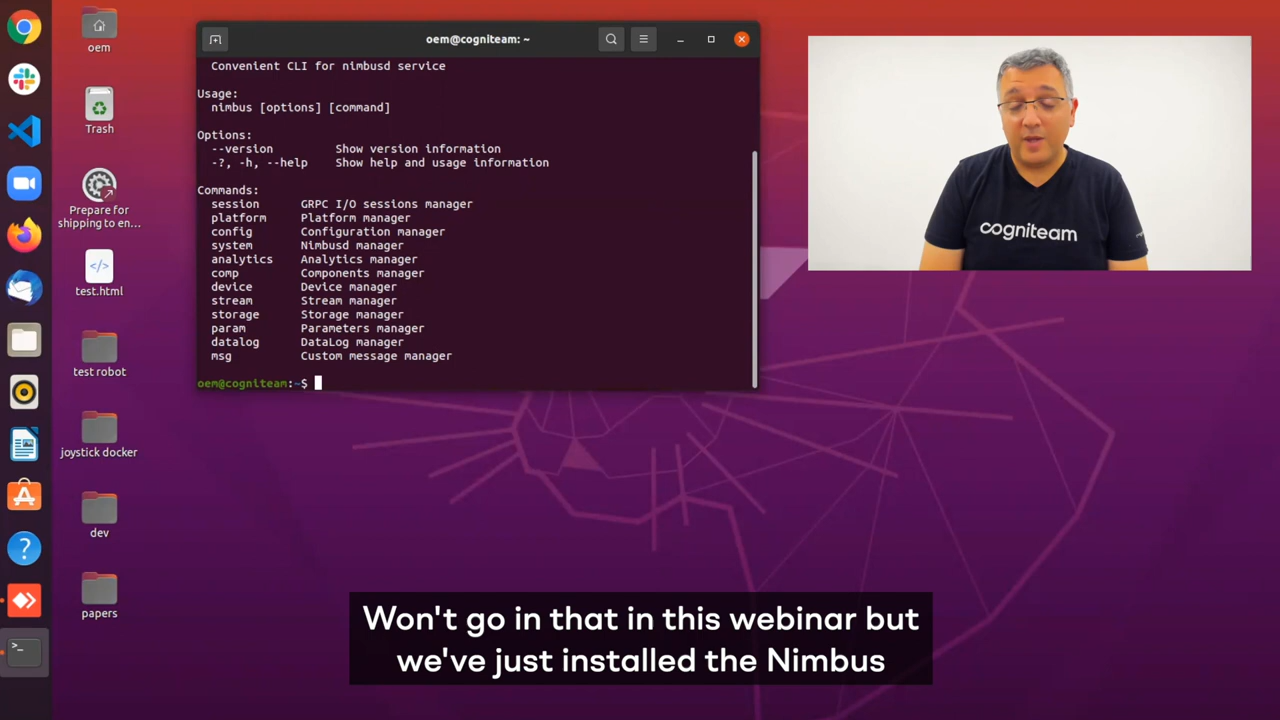 oem
Trash
Prepare for
shipping to en...
</>
test.html
test robot
joystick docker
dev
papers
oem@cogniteam: ~
Convenient CLI for nimbusd service
Usage:
nimbus [options] [command]
Options:
--version Show version information
-?, -h, --help Show help and usage information
Commands:
session GRPC I/O sessions manager
platform Platform manager
config Configuration manager
system Nimbusd manager
analytics Analytics manager
comp Components manager
device Device manager
stream Stream manager
storage Storage manager
param Parameters manager
datalog DataLog manager
msg Custom message manager
oem@cogniteam:~$
cogniteam
Won't go in that in this webinar but
we've just installed the Nimbus